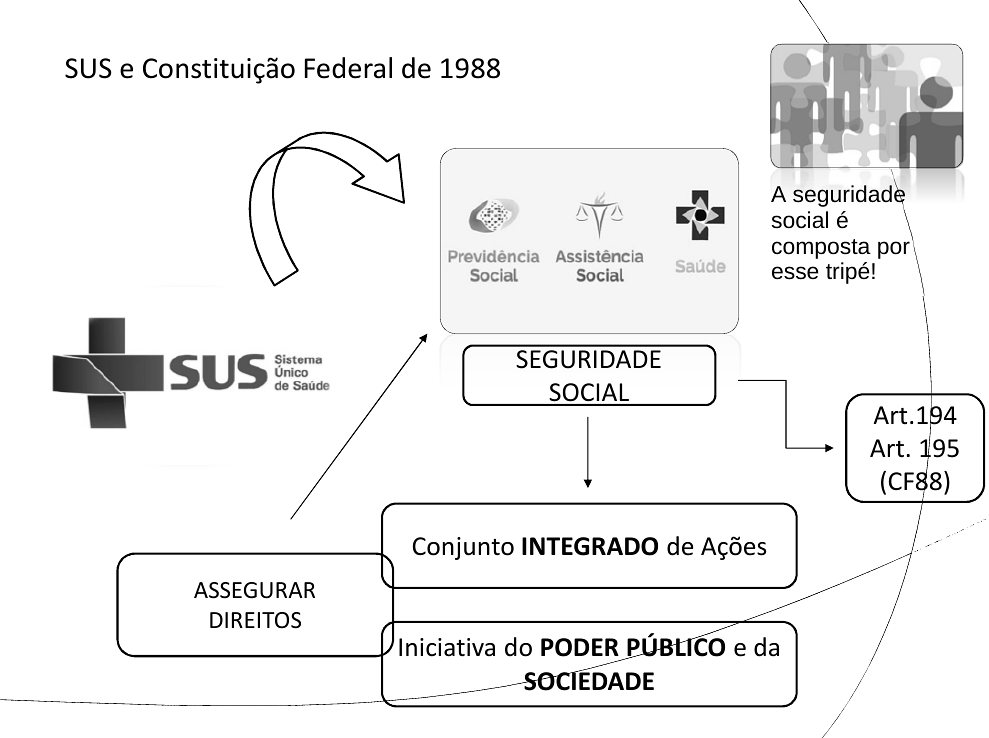 SUS e Constituição Federal de 1988
A seguridade
social é
composta por
esse tripé!
Previdência
Social
Assistência
Social
Saúde
SUS
Sistema
Único
de Saúde
SEGURIDADE
SOCIAL
Art.194
Art. 195
(CF88)
Conjunto INTEGRADO de Ações
ASSEGURAR
DIREITOS
Iniciativa do PODER PÚBLICO e da
SOCIEDADE